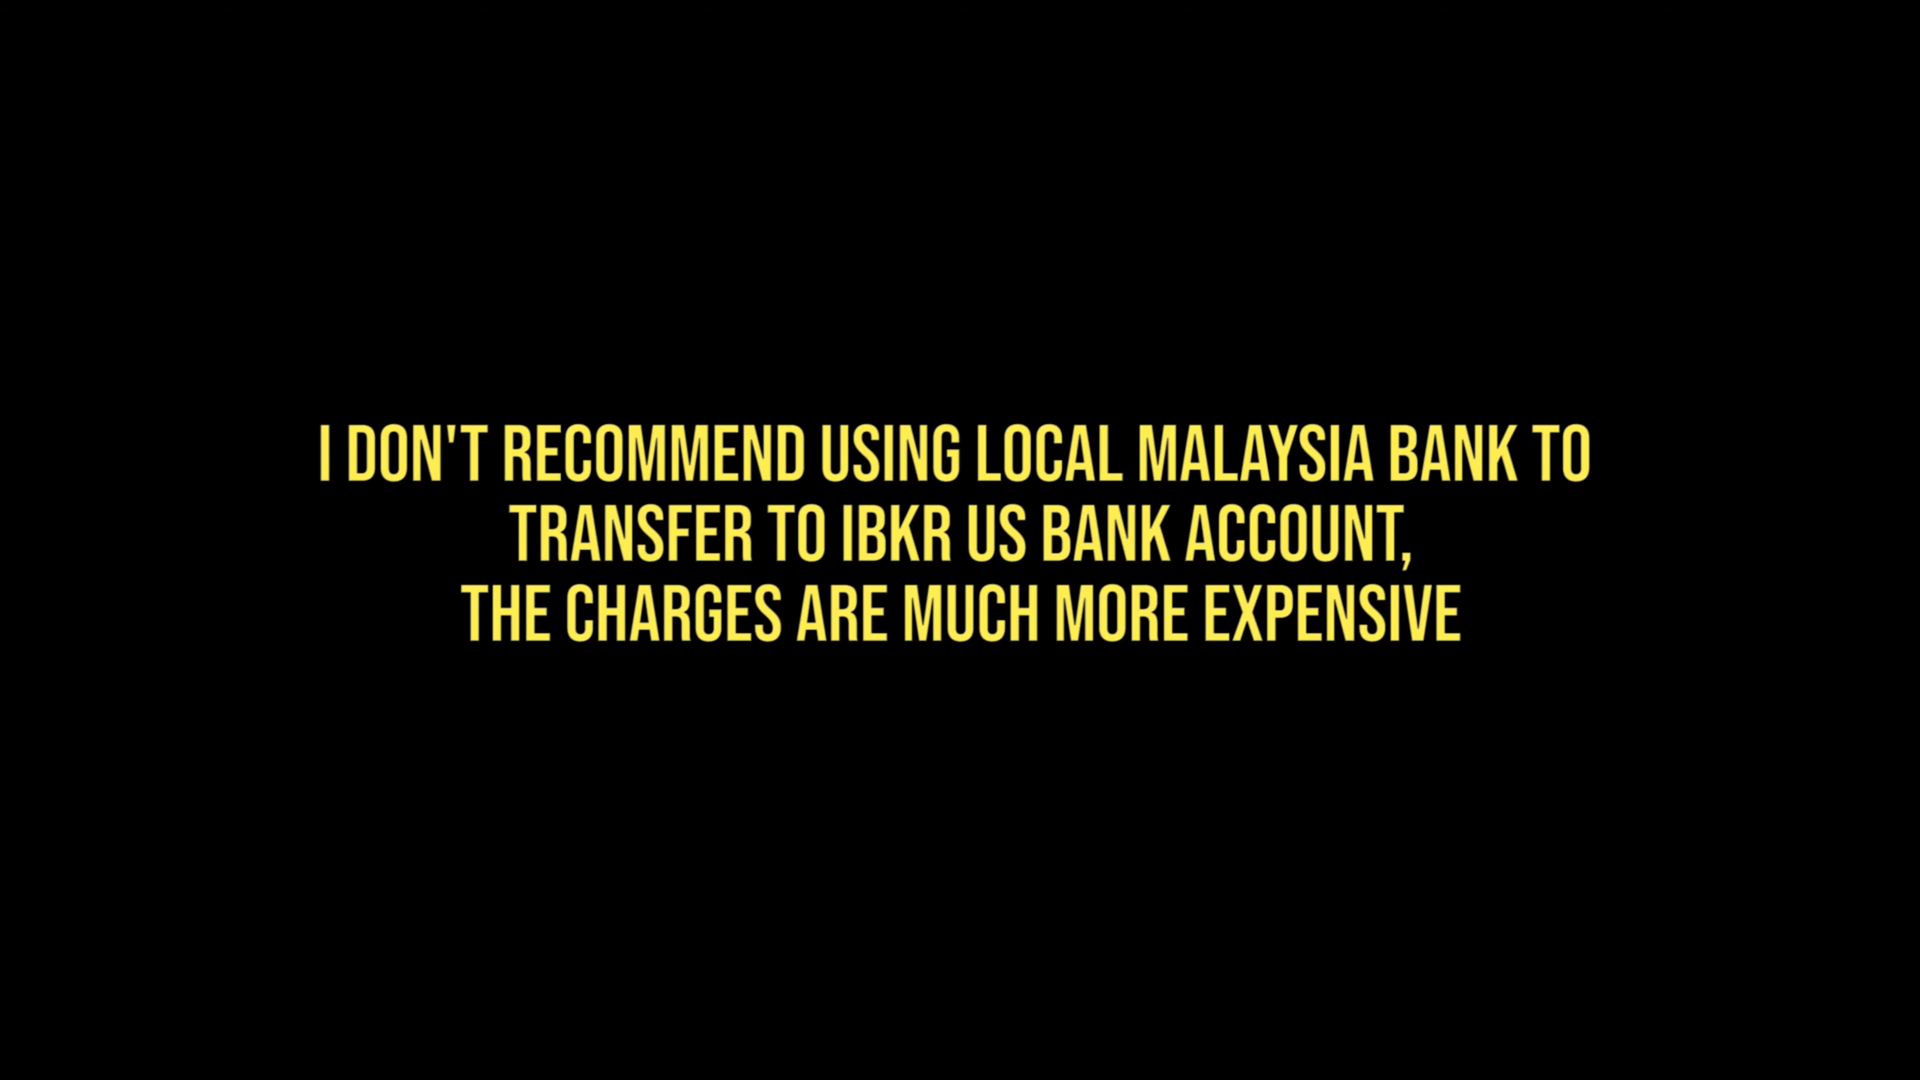 I DON'T RECOMMEND USING LOCAL MALAYSIA BANK TO
TRANSFER TO IBKR US BANK ACCOUNT,
THE CHARGES ARE MUCH MORE EXPENSIVE